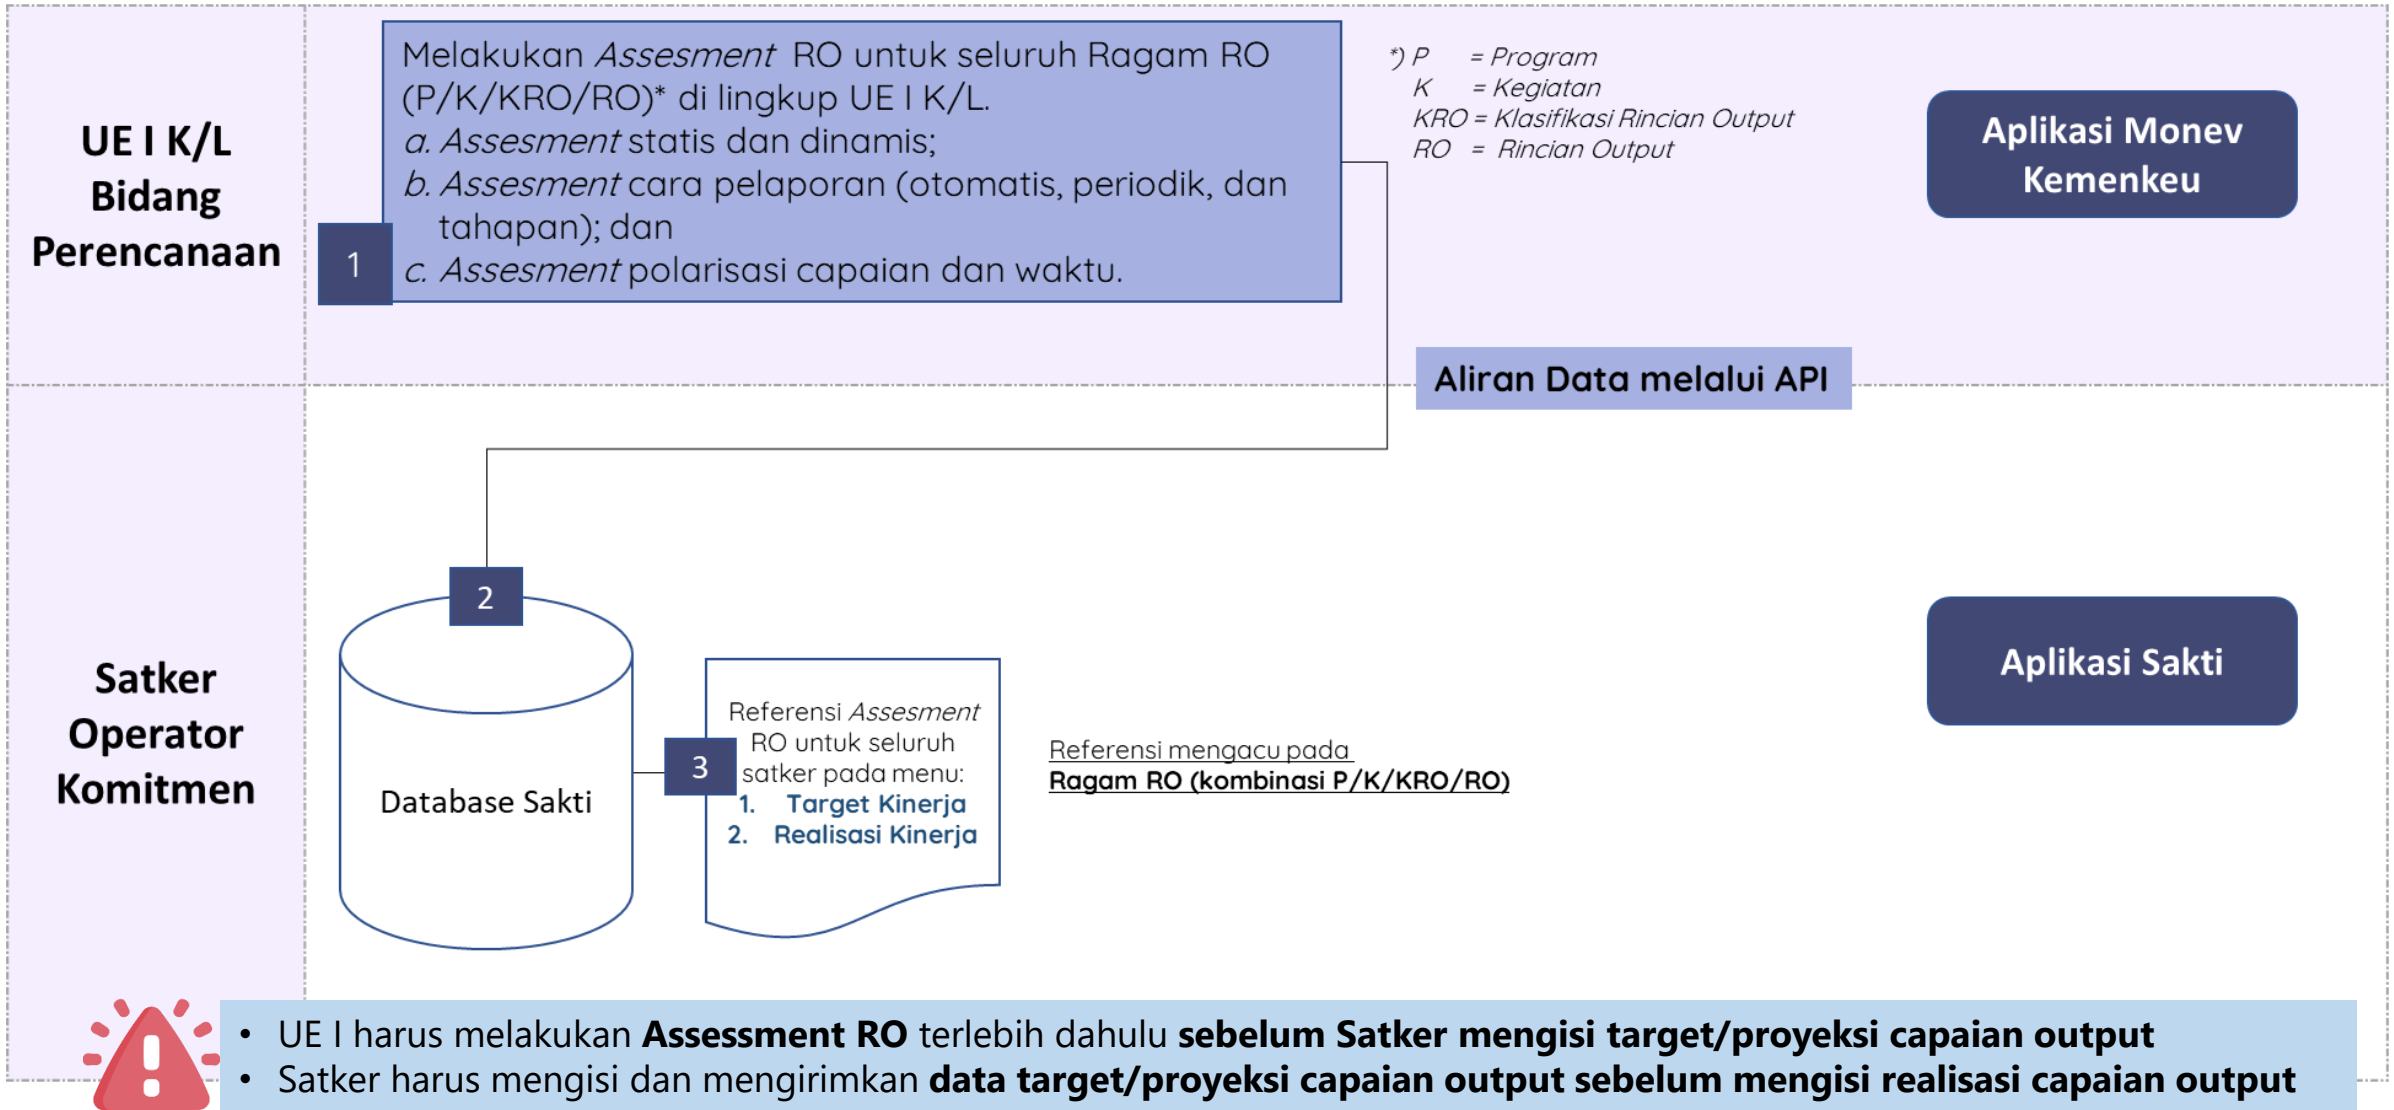 UE I K/L
Bidang
Perencanaan
1
Melakukan Assesment RO untuk seluruh Ragam RO
(P/K/KRO/RO)* di lingkup UE I K/L.
a. Assesment statis dan dinamis;
b. Assesment cara pelaporan (otomatis, periodik, dan
tahapan); dan
c. Assesment polarisasi capaian dan waktu.
*) P = Program
K = Kegiatan
KRO = Klasifikasi Rincian Output
RO = Rincian Output
Aplikasi Monev
Kemenkeu
Aliran Data melalui API
Satker
Operator
Komitmen
2
Database Sakti
3
Referensi Assesment
RO untuk seluruh
satker pada menu:
1. Target Kinerja
2. Realisasi Kinerja
Referensi mengacu pada
Ragam RO (kombinasi P/K/KRO/RO)
Aplikasi Sakti
• UE I harus melakukan Assessment RO terlebih dahulu sebelum Satker mengisi target/proyeksi capaian output
• Satker harus mengisi dan mengirimkan data target/proyeksi capaian output sebelum mengisi realisasi capaian output